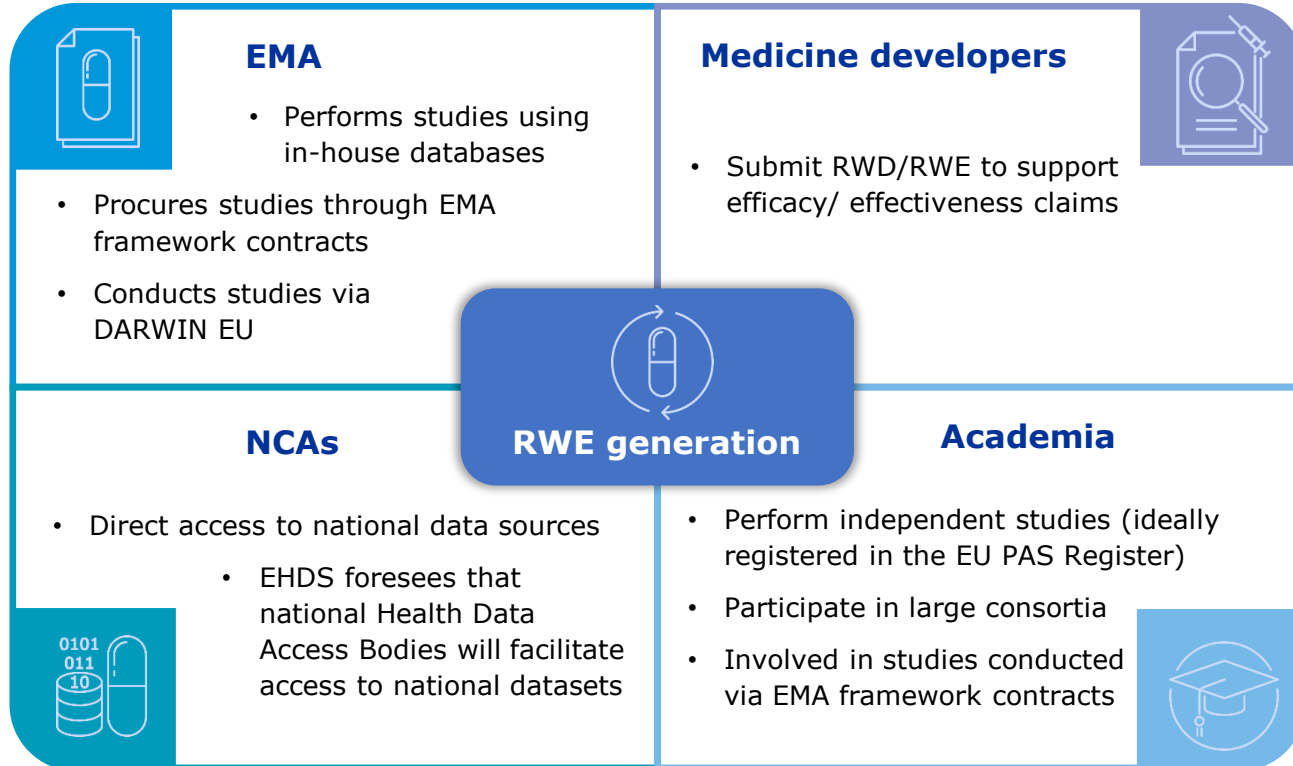 EMA
• Performs studies using
in-house databases
• Procures studies through EMA
framework contracts
• Conducts studies via
DARWIN EU
Medicine developers
• Submit RWD/RWE to support
efficacy/ effectiveness claims
RWE generation
NCAs
• Direct access to national data sources
• EHDS foresees that
national Health Data
Access Bodies will facilitate
access to national datasets
0101
011
10
Academia
• Perform independent studies (ideally
registered in the EU PAS Register)
• Participate in large consortia
• Involved in studies conducted
via EMA framework contracts